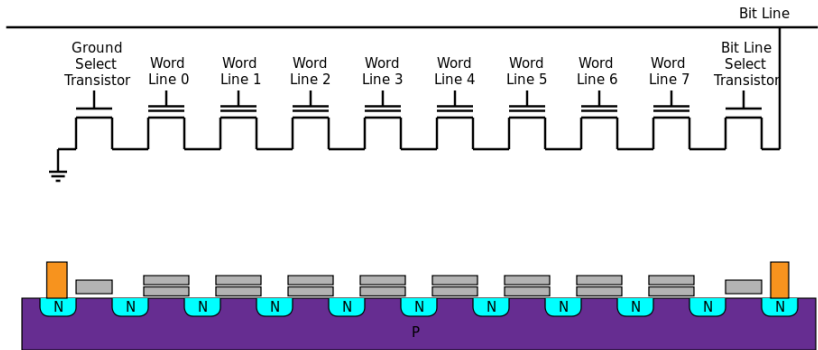 Bit Line
Ground
Select
Transistor
Word
Line 0
Word
Line 1
Word
Line 2
Word
Line 3
Word
Line 4
Word
Line 5
Word
Line 6
Word
Line 7
Bit Line
Select
Transistor
N
N
N
N
N
N
N
N
N
N
N
P